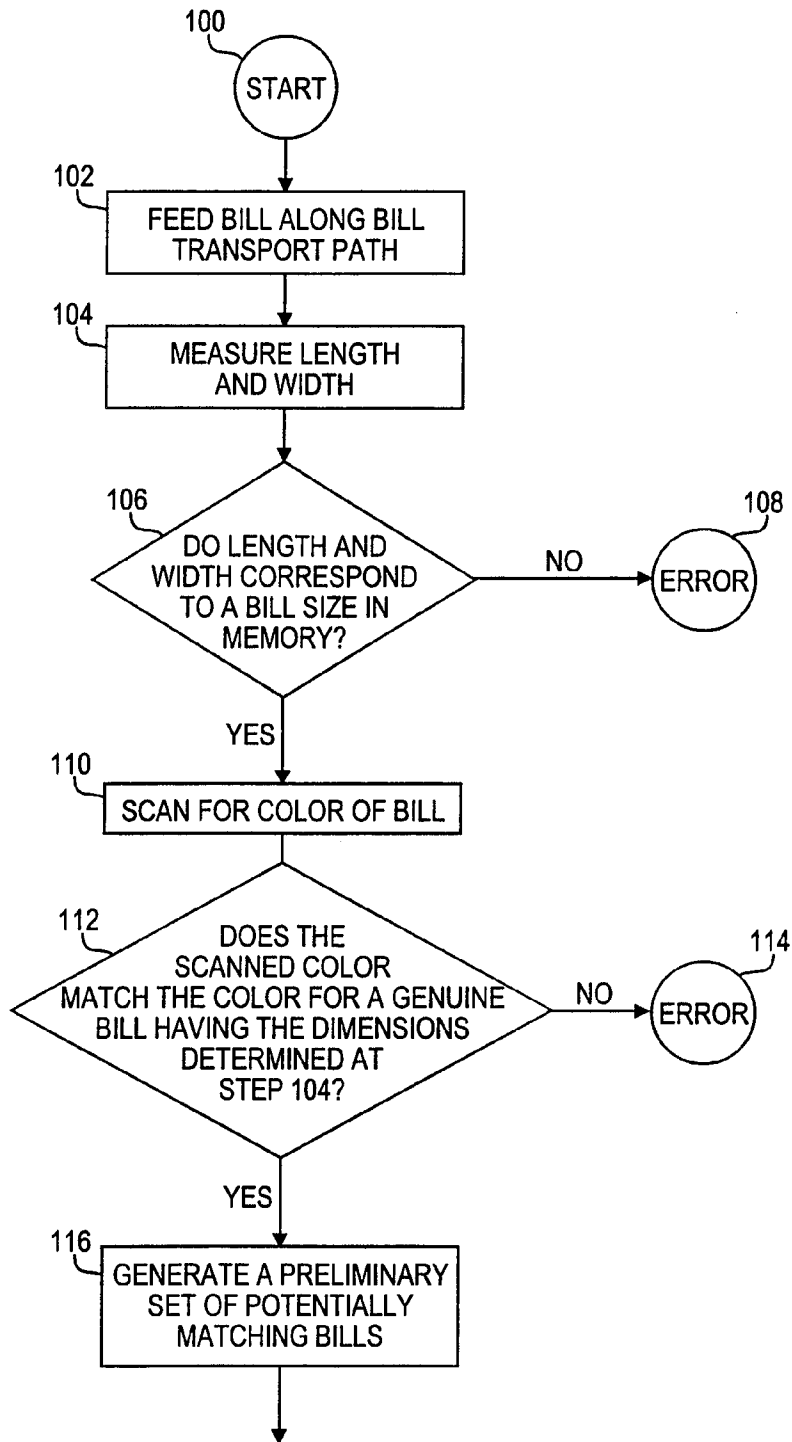 100
START
102
FEED BILL ALONG BILL
TRANSPORT PATH
104
MEASURE LENGTH
AND WIDTH
106
DO LENGTH AND
WIDTH CORRESPOND
TO A BILL SIZE IN
MEMORY?
NO
108
ERROR
YES
110
SCAN FOR COLOR OF BILL
112
DOES THE
SCANNED COLOR
MATCH THE COLOR FOR A GENUINE
BILL HAVING THE DIMENSIONS
DETERMINED AT
STEP 104?
NO
114
ERROR
YES
116
GENERATE A PRELIMINARY
SET OF POTENTIALLY
MATCHING BILLS